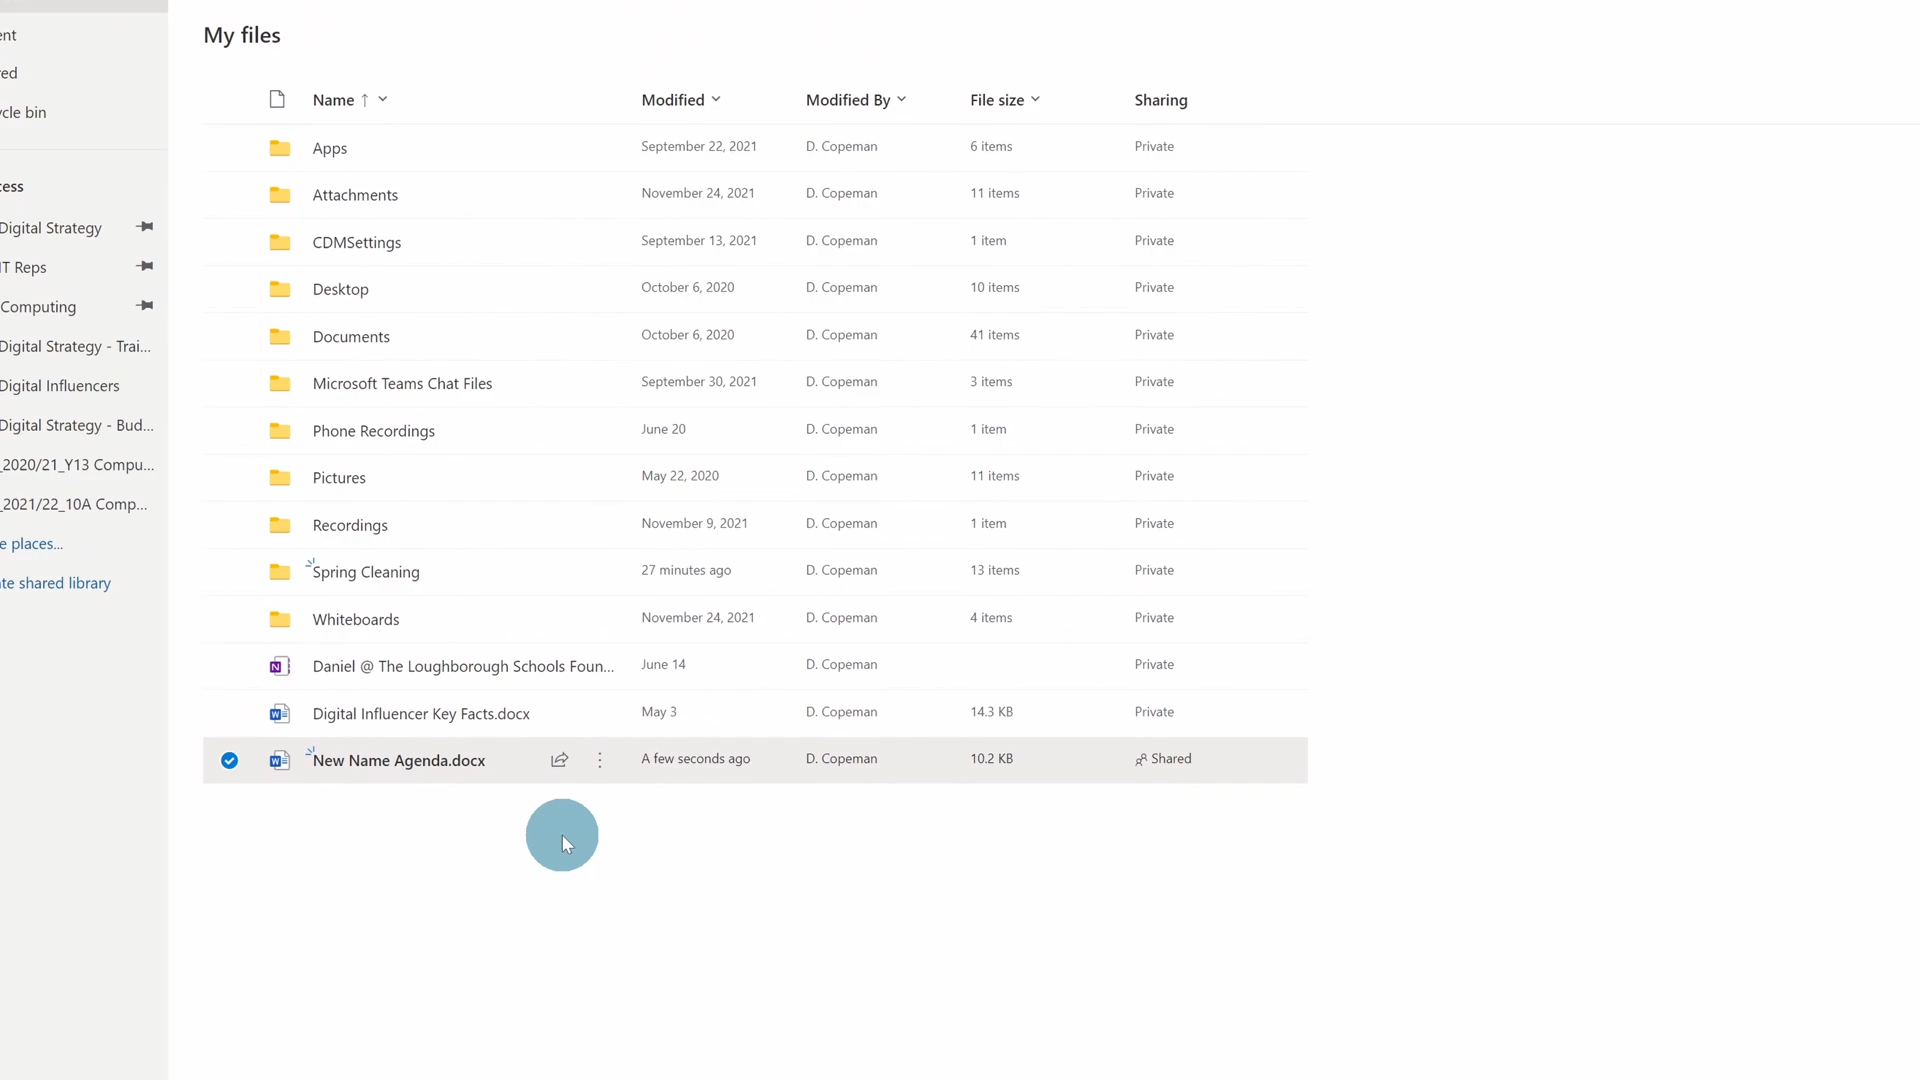 My files
ent
red
cle bin
cess
Digital Strategy
IT Reps
Computing
Digital Strategy - Trai...
Digital Influencers
Digital Strategy - Bud...
_2020/21_Y13 Compu...
_2021/22_10A Comp...
e places...
te shared library
Name Modified Modified By File size Sharing
Apps September 22, 2021 D. Copeman 6 items Private
Attachments November 24, 2021 D. Copeman 11 items Private
CDMSettings September 13, 2021 D. Copeman 1 item Private
Desktop October 6, 2020 D. Copeman 10 items Private
Documents October 6, 2020 D. Copeman 41 items Private
Microsoft Teams Chat Files September 30, 2021 D. Copeman 3 items Private
Phone Recordings June 20 D. Copeman 1 item Private
Pictures May 22, 2020 D. Copeman 11 items Private
Recordings November 9, 2021 D. Copeman 1 item Private
Spring Cleaning 27 minutes ago D. Copeman 13 items Private
Whiteboards November 24, 2021 D. Copeman 4 items Private
Daniel @ The Loughborough Schools Foun... June 14 D. Copeman Private
Digital Influencer Key Facts.docx May 3 D. Copeman 14.3 KB Private
New Name Agenda.docx A few seconds ago D. Copeman 10.2 KB Shared